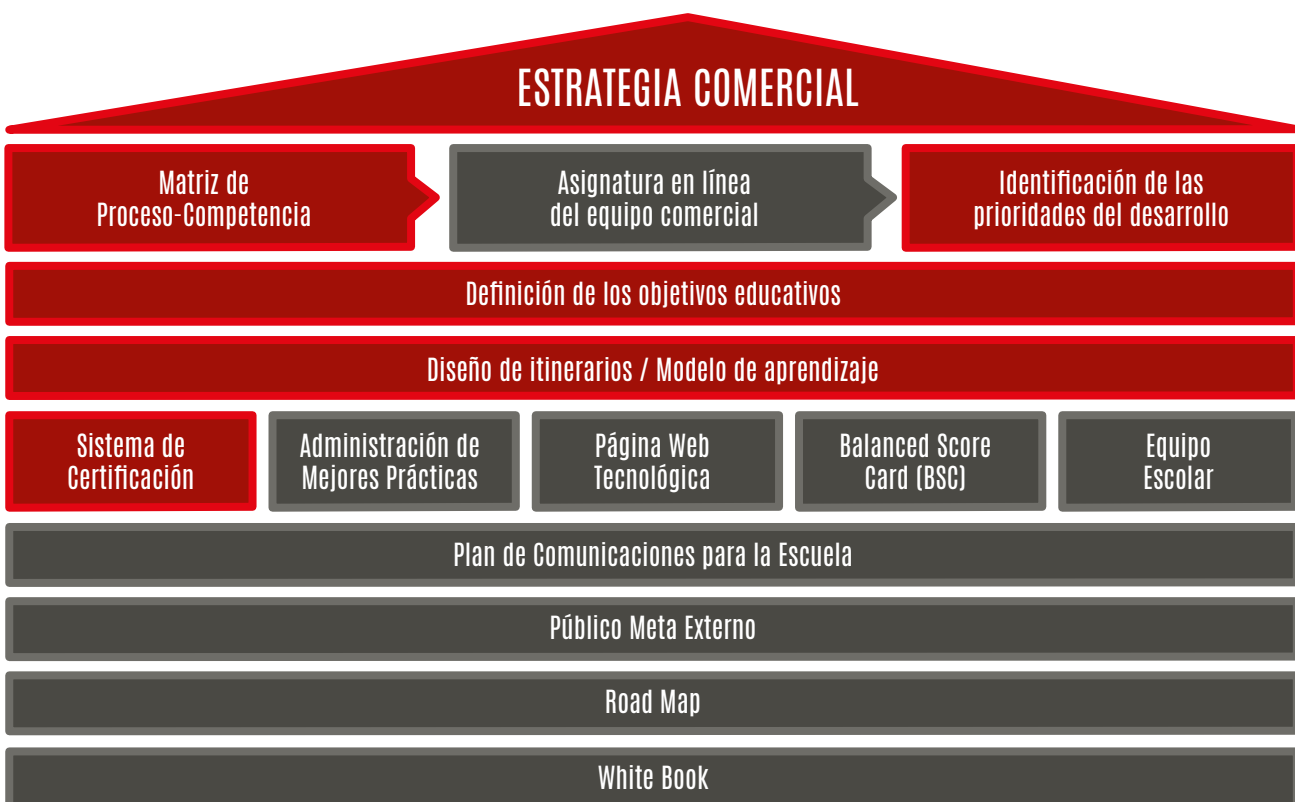 ESTRATEGIA COMERCIAL
Matriz de
Proceso-Competencia
Asignatura en línea
del equipo comercial
Identificación de las
prioridades del desarrollo
Definición de los objetivos educativos
Diseño de itinerarios / Modelo de aprendizaje
Sistema de
Certificación
Administración de
Mejores Prácticas
Página Web
Tecnológica
Balanced Score
Card (BSC)
Equipo
Escolar
Plan de Comunicaciones para la Escuela
Público Meta Externo
Road Map
White Book